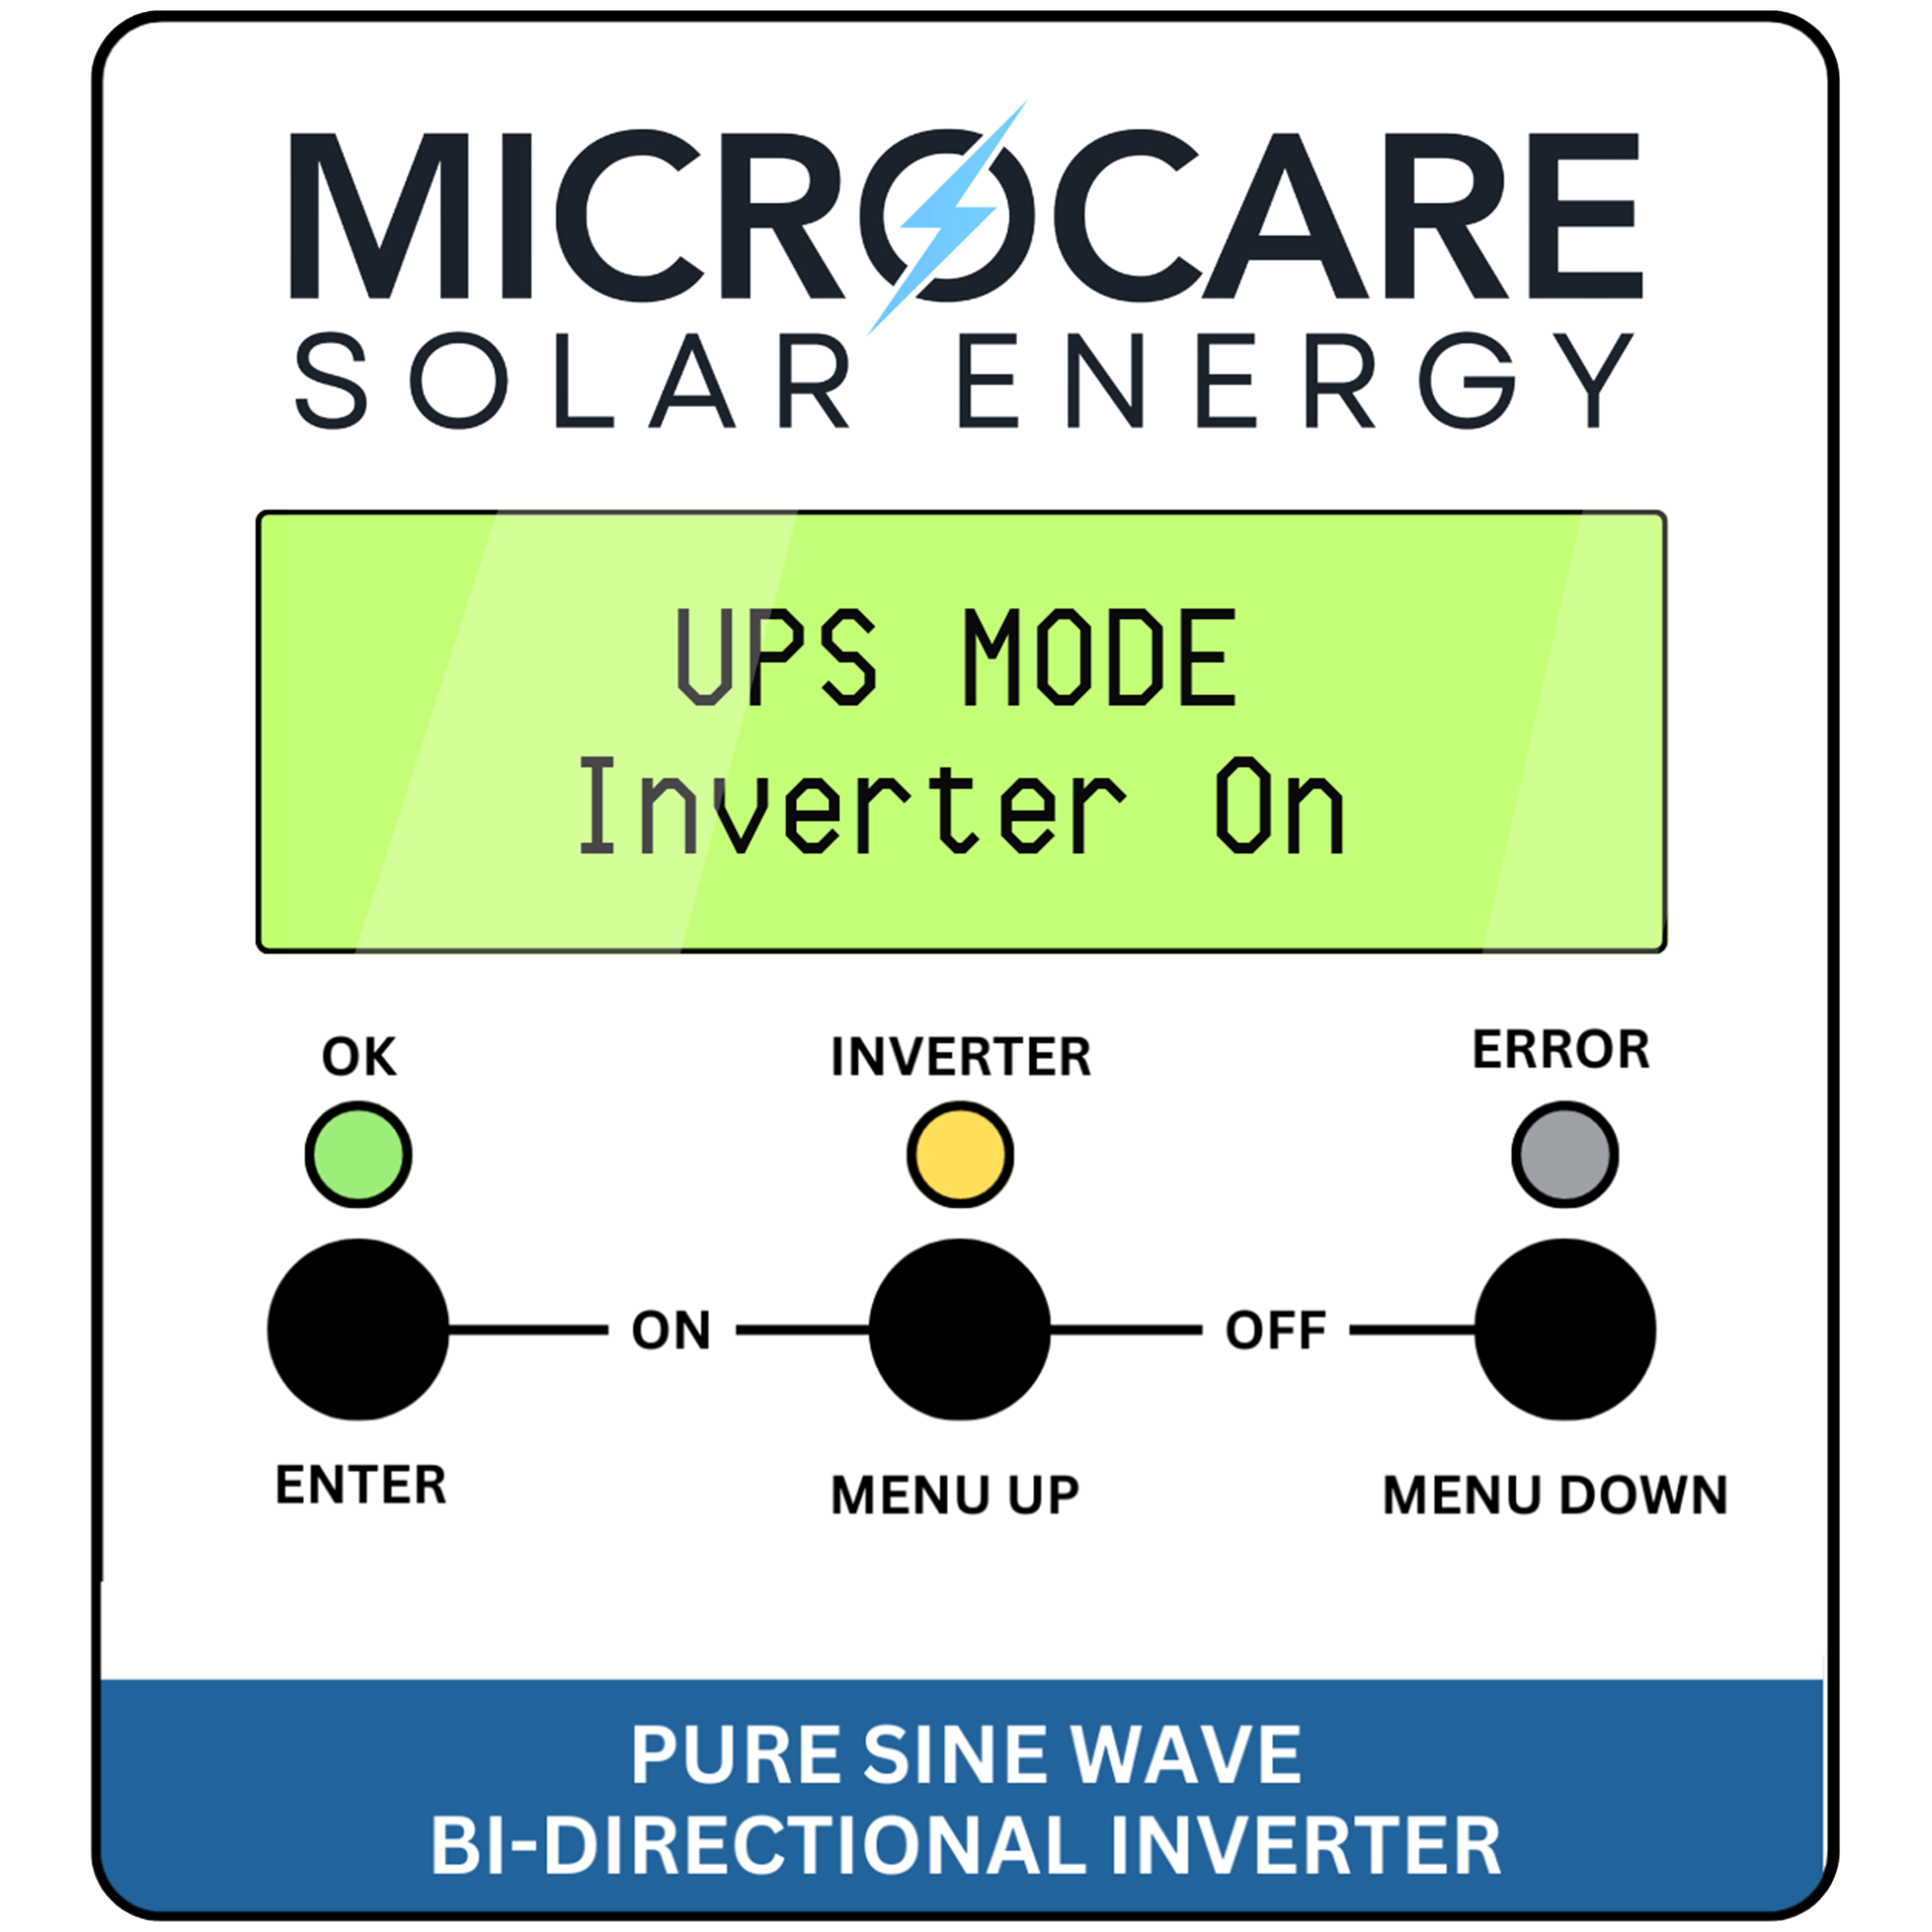 MICROCARE
SOLAR ENERGY
UPS MODE
Inverter On
OK INVERTER ERROR
ON OFF
ENTER MENU UP MENU DOWN
PURE SINE WAVE
BI-DIRECTIONAL INVERTER